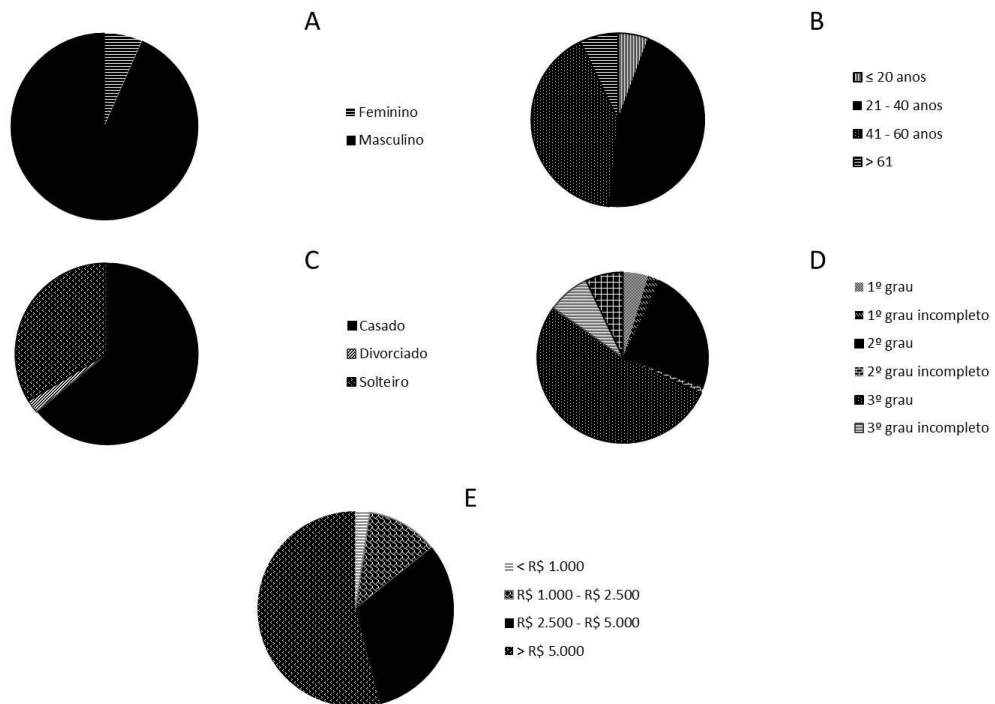 A
Feminino
Masculino
B
≤ 20 anos
21 - 40 anos
41 - 60 anos
> 61
C
Casado
Divorciado
Solteiro
D
1º grau
1º grau incompleto
2º grau
2º grau incompleto
3º grau
3º grau incompleto
E
< R$ 1.000
R$ 1.000 - R$ 2.500
R$ 2.500 - R$ 5.000
> R$ 5.000